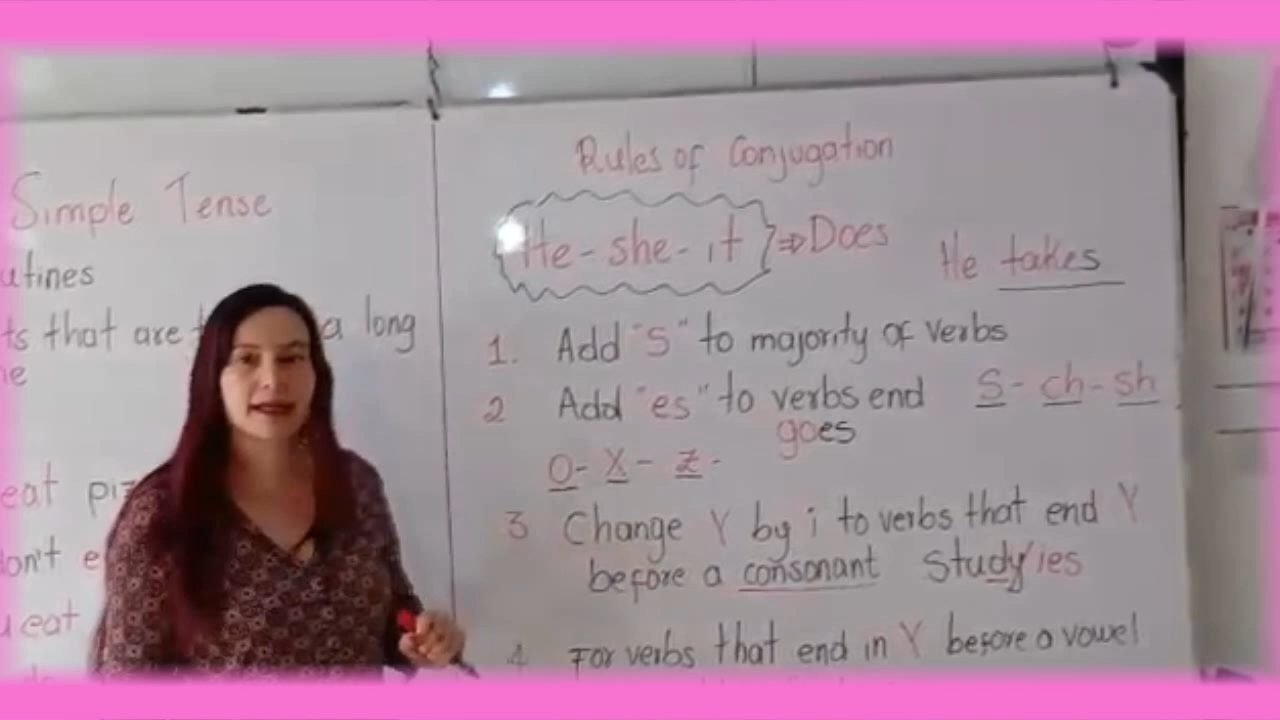 Simple Tense
utines
ts that are a long
eat
on't e
u eat
Rules of Conjugation
He-she-it ⇒ Does
He takes
1. Add "S" to majority of verbs
2 Add "es" to verbs end S-ch-sh
goes
O-X-Z-
3 Change Y by i to verbs that end Y
before a consonant Study ies
4 For verbs that end in Y before a vowel